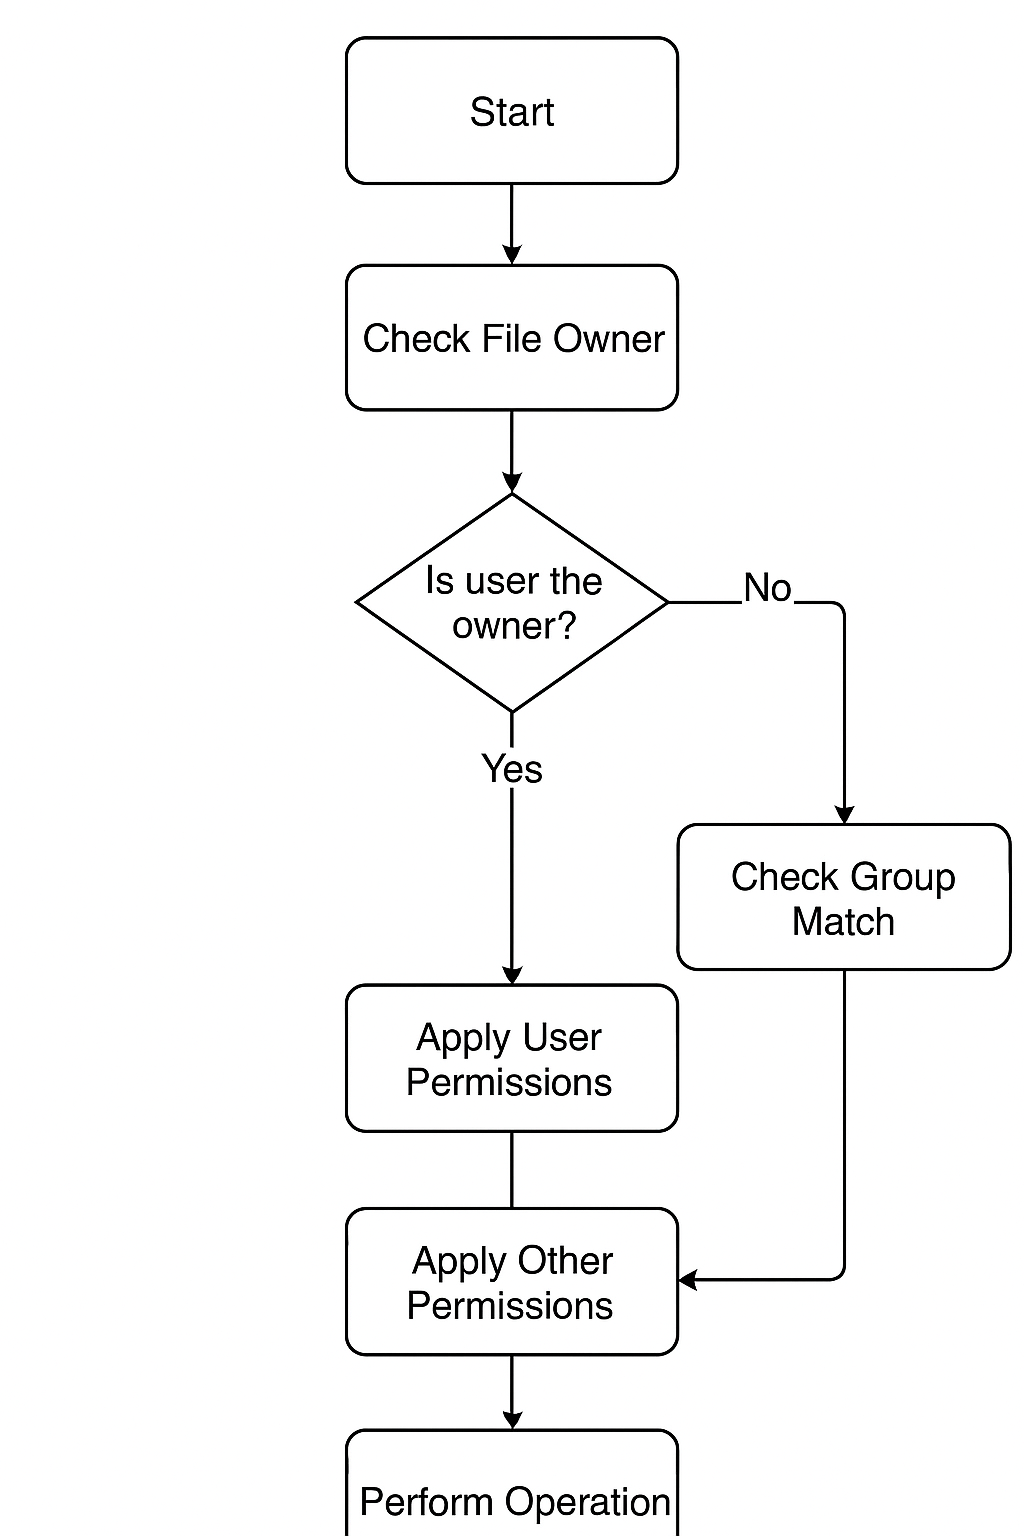 Start
Check File Owner
Is user the
owner?
No
Yes
Check Group
Match
Apply User
Permissions
Apply Other
Permissions
Perform Operation